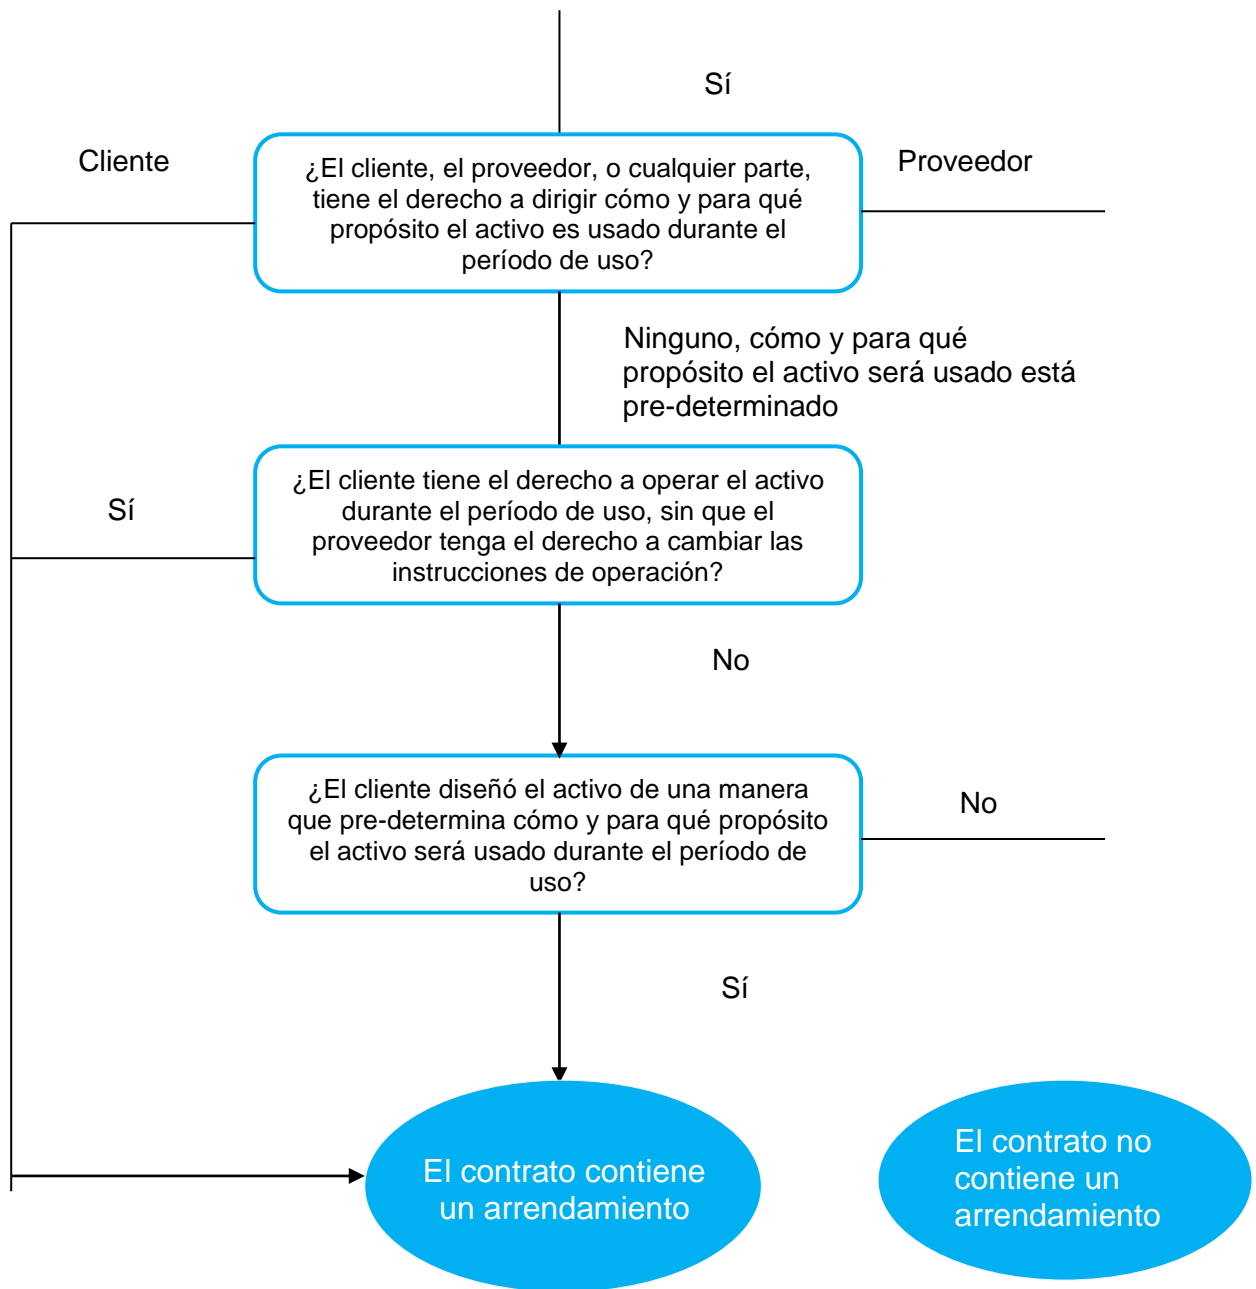 Sí
Cliente
¿El cliente, el proveedor, o cualquier parte,
tiene el derecho a dirigir cómo y para qué
propósito el activo es usado durante el
período de uso?
Proveedor
Ninguno, cómo y para qué
propósito el activo será usado está
pre-determinado
Sí
¿El cliente tiene el derecho a operar el activo
durante el período de uso, sin que el
proveedor tenga el derecho a cambiar las
instrucciones de operación?
No
¿El cliente diseñó el activo de una manera
que pre-determina cómo y para qué propósito
el activo será usado durante el período de
uso?
No
Sí
El contrato contiene
un arrendamiento
El contrato no
contiene un
arrendamiento